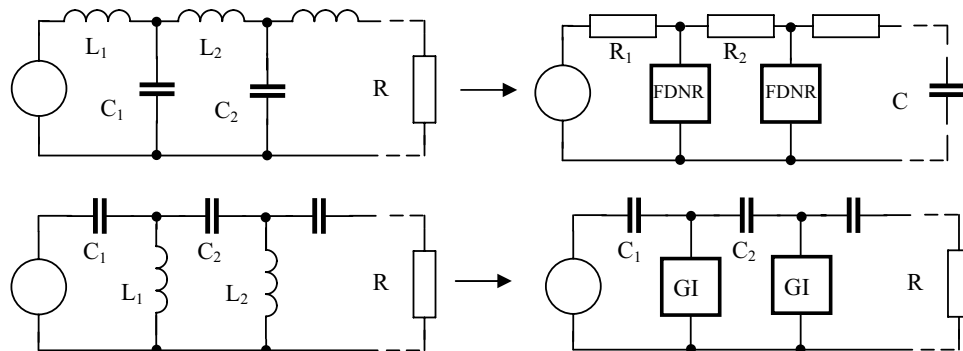 L1 L2 R1 R2
C1 C2 R FDNR FDNR C
C1 C2 C1 C2
L1 L2 R GI GI R